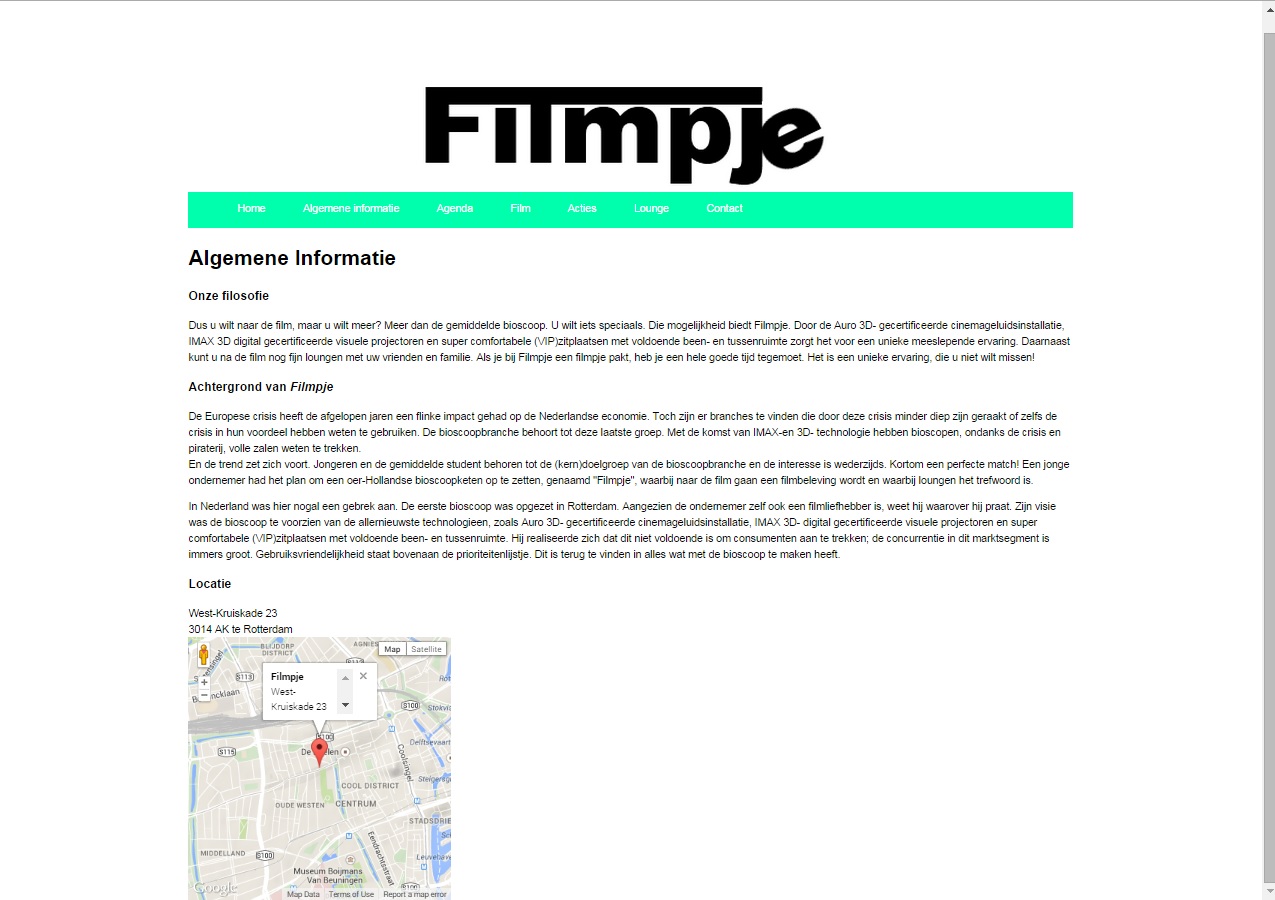 Filmpje
Home Algemene informatie Agenda Film Acties Lounge Contact
Algemene Informatie
Onze filosofie
Dus u wilt naar de film, maar u wilt meer? Meer dan de gemiddelde bioscoop. U wilt iets speciaals. Die mogelijkheid biedt Filmpje. Door de Auro 3D- gecertificeerde cinemageluidsinstallatie,
IMAX 3D digital gecertificeerde visuele projectoren en super comfortabele (VIP)zitplaatsen met voldoende been- en tussenruimte zorgt het voor een unieke meeslepende ervaring. Daarnaast
kunt u na de film nog fijn loungen met uw vrienden en familie. Als je bij Filmpje een filmpje pakt, heb je een hele goede tijd tegemoet. Het is een unieke ervaring, die u niet wilt missen!
Achtergrond van Filmpje
De Europese crisis heeft de afgelopen jaren een flinke impact gehad op de Nederlandse economie. Toch zijn er branches te vinden die door deze crisis minder diep zijn geraakt of zelfs de
crisis in hun voordeel hebben weten te gebruiken. De bioscoopbranche behoort tot deze laatste groep. Met de komst van IMAX-en 3D- technologie hebben bioscopen, ondanks de crisis en
piraterij, volle zalen weten te trekken.
En de trend zet zich voort. Jongeren en de gemiddelde student behoren tot de (kern)doelgroep van de bioscoopbranche en de interesse is wederzijds. Kortom een perfecte match! Een jonge
ondernemer had het plan om een oer-Hollandse bioscoopketen op te zetten, genaamd "Filmpje", waarbij naar de film gaan een filmbeleving wordt en waarbij loungen het trefwoord is.
In Nederland was hier nogal een gebrek aan. De eerste bioscoop was opgezet in Rotterdam. Aangezien de ondernemer zelf ook een filmliefhebber is, weet hij waarover hij praat. Zijn visie
was de bioscoop te voorzien van de allernieuwste technologieen, zoals Auro 3D- gecertificeerde cinemageluidsinstallatie, IMAX 3D- digital gecertificeerde visuele projectoren en super
comfortabele (VIP)zitplaatsen met voldoende been- en tussenruimte. Hij realiseerde zich dat dit niet voldoende is om consumenten aan te trekken; de concurrentie in dit marktsegment is
immers groot. Gebruiksvriendelijkheid staat bovenaan de prioriteitenlijstje. Dit is terug te vinden in alles wat met de bioscoop te maken heeft.
Locatie
West-Kruiskade 23
3014 AK te Rotterdam
BLIJDORP
DISTRICT
AGNIES
Map Satellite
S113
Filmpje
West-
Kruiskade 23
S100
Stokvis
S100
Delftsevaart
S115
Coolsingel
Steigers
COOL DISTRICT
OUDE WESTEN CENTRUM
STADSDRIE
Eendrachtsstraat
MIDDELLAND S100
Leuvehav
Museum Boijmans
Van Beuningen
S100
Google
Map Data Terms of Use Report a map error